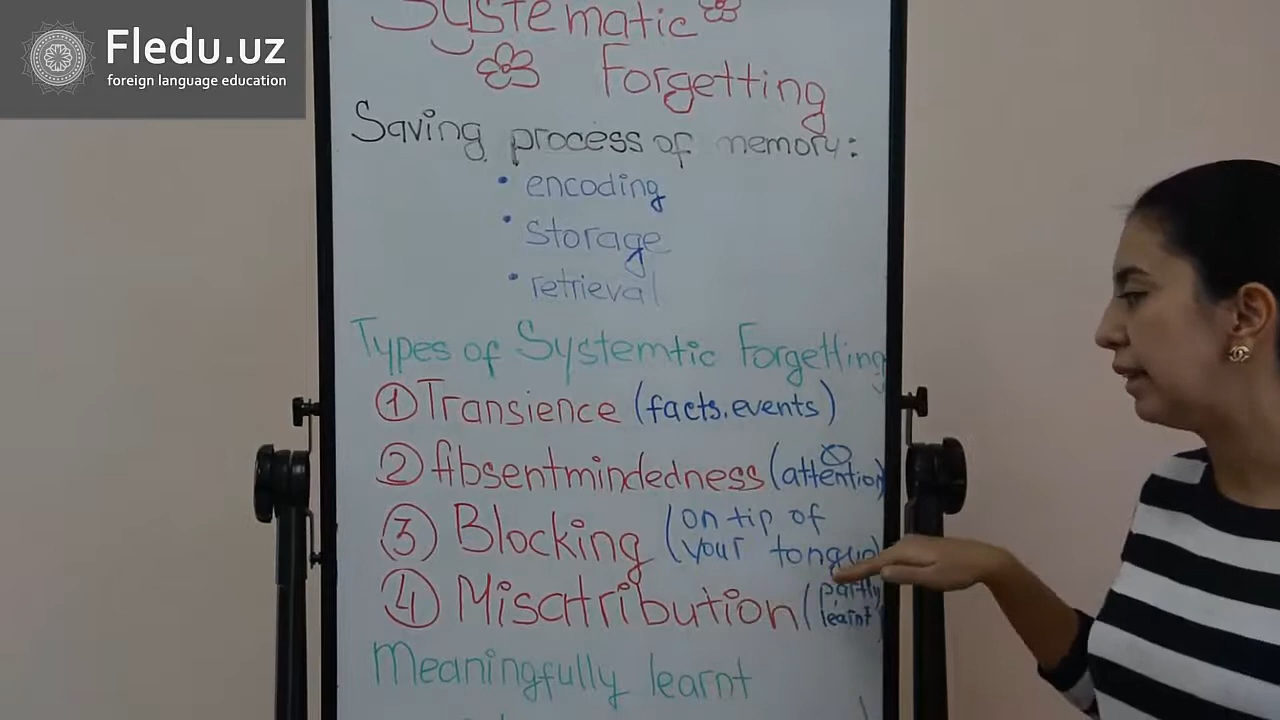 Fledu.uz
foreign language education
Systematic
Forgetting
Saving process of memory:
• encoding
• storage
• retrieval
Types of Systemtic Forgetting
① Transience (facts.events)
② Absentmindedness (attention)
③ Blocking (on tip of
your tongue)
④ Misatribution (partly
learnt)
Meaningfully learnt